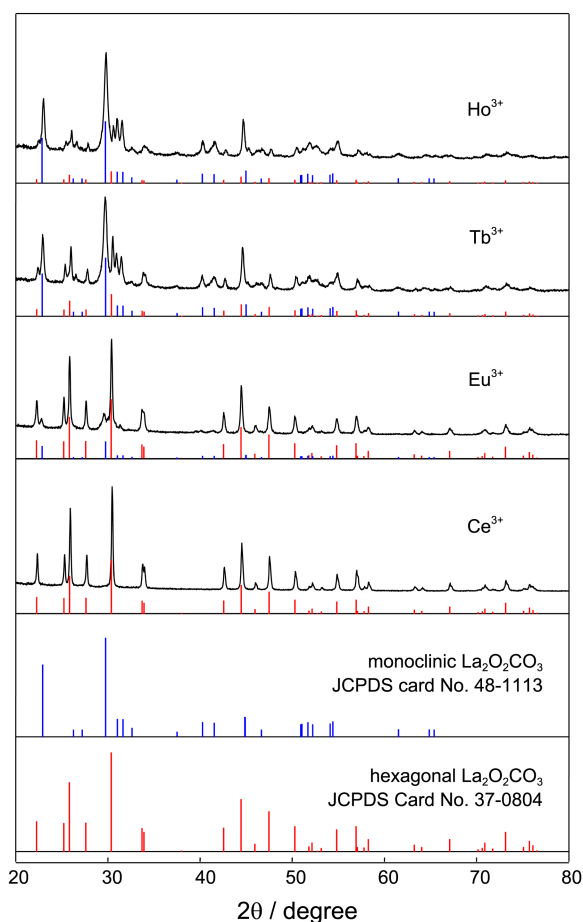 Ho³⁺
Tb³⁺
Eu³⁺
Ce³⁺
monoclinic La₂O₂CO₃
JCPDS card No. 48-1113
hexagonal La₂O₂CO₃
JCPDS Card No. 37-0804
20 30 40 50 60 70 80
2θ / degree